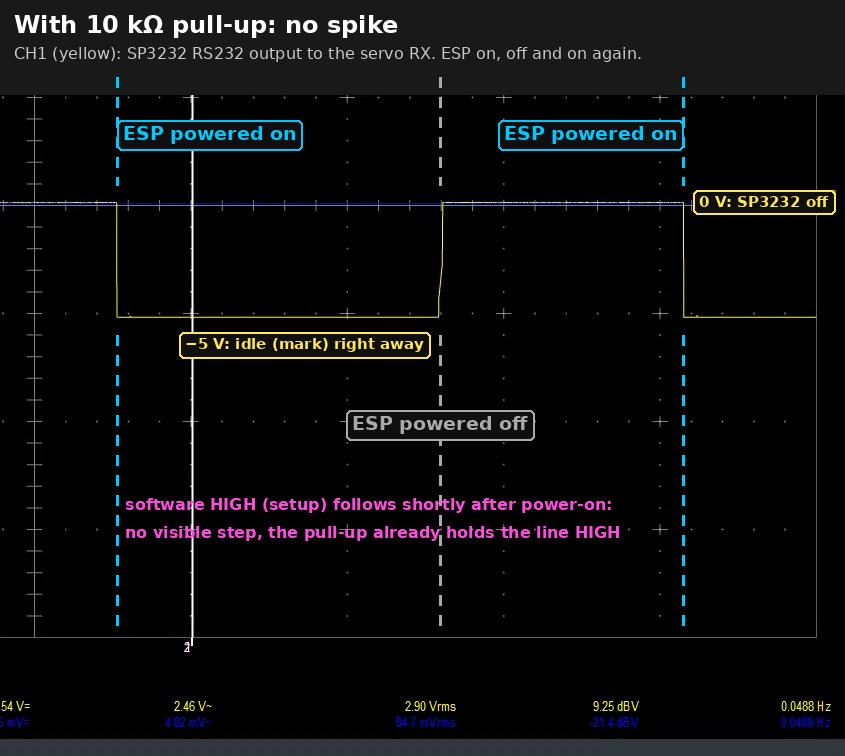 With 10 kΩ pull-up: no spike
CH1 (yellow): SP3232 RS232 output to the servo RX. ESP on, off and on again.
ESP powered on
ESP powered on
0 V: SP3232 off
−5 V: idle (mark) right away
ESP powered off
software HIGH (setup) follows shortly after power-on:
no visible step, the pull-up already holds the line HIGH
54 V= 2.46 V~ 2.90 Vrms 9.25 dBV 0.0488 Hz
mV= 4.82 mV~ 84.7 mVrms -21.4 dBV 0.0488 Hz